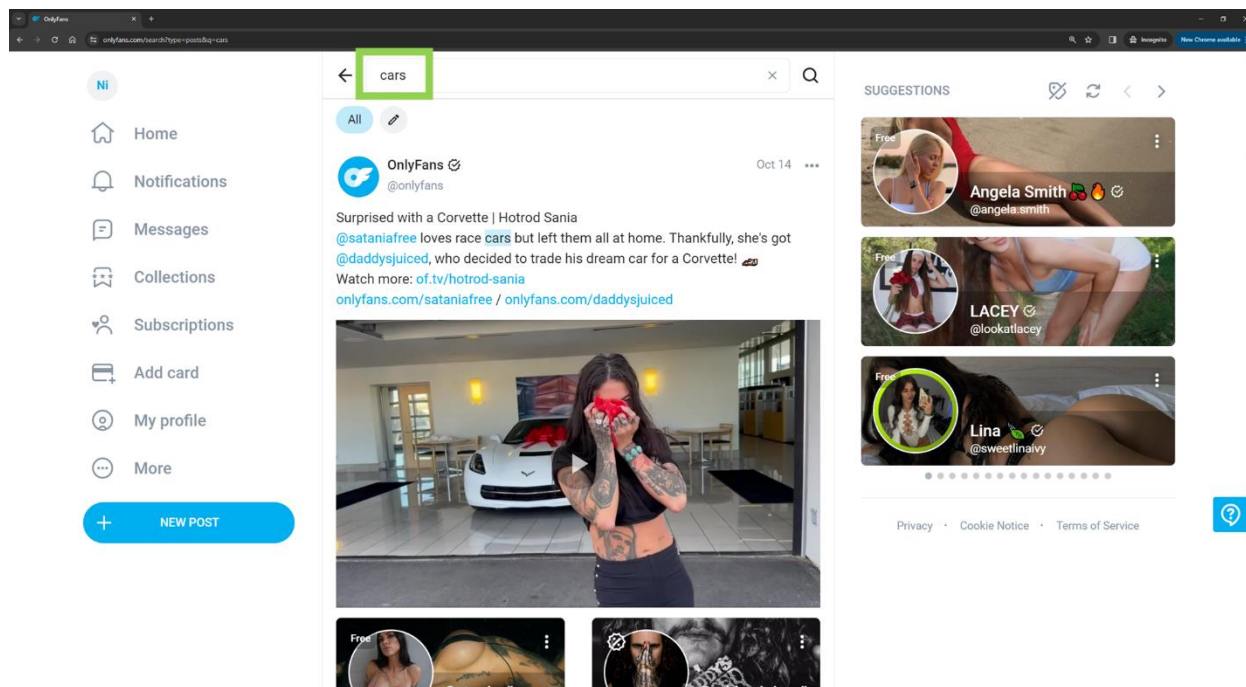 OnlyFans
onlyfans.com/search?type=posts&q=cars
Incognito
New Chrome available
Ni
Home
Notifications
Messages
Collections
Subscriptions
Add card
My profile
More
NEW POST
cars
All
OnlyFans
@onlyfans
Oct 14
Surprised with a Corvette | Hotrod Sania
@sataniafree loves race cars but left them all at home. Thankfully, she's got
@daddysjuiced, who decided to trade his dream car for a Corvette!
Watch more: of.tv/hotrod-sania
onlyfans.com/sataniafree / onlyfans.com/daddysjuiced
Free
SUGGESTIONS
Free
Angela Smith
@angela.smith
Free
LACEY
@lookatlacey
Free
Lina
@sweetlinaivy
Privacy · Cookie Notice · Terms of Service